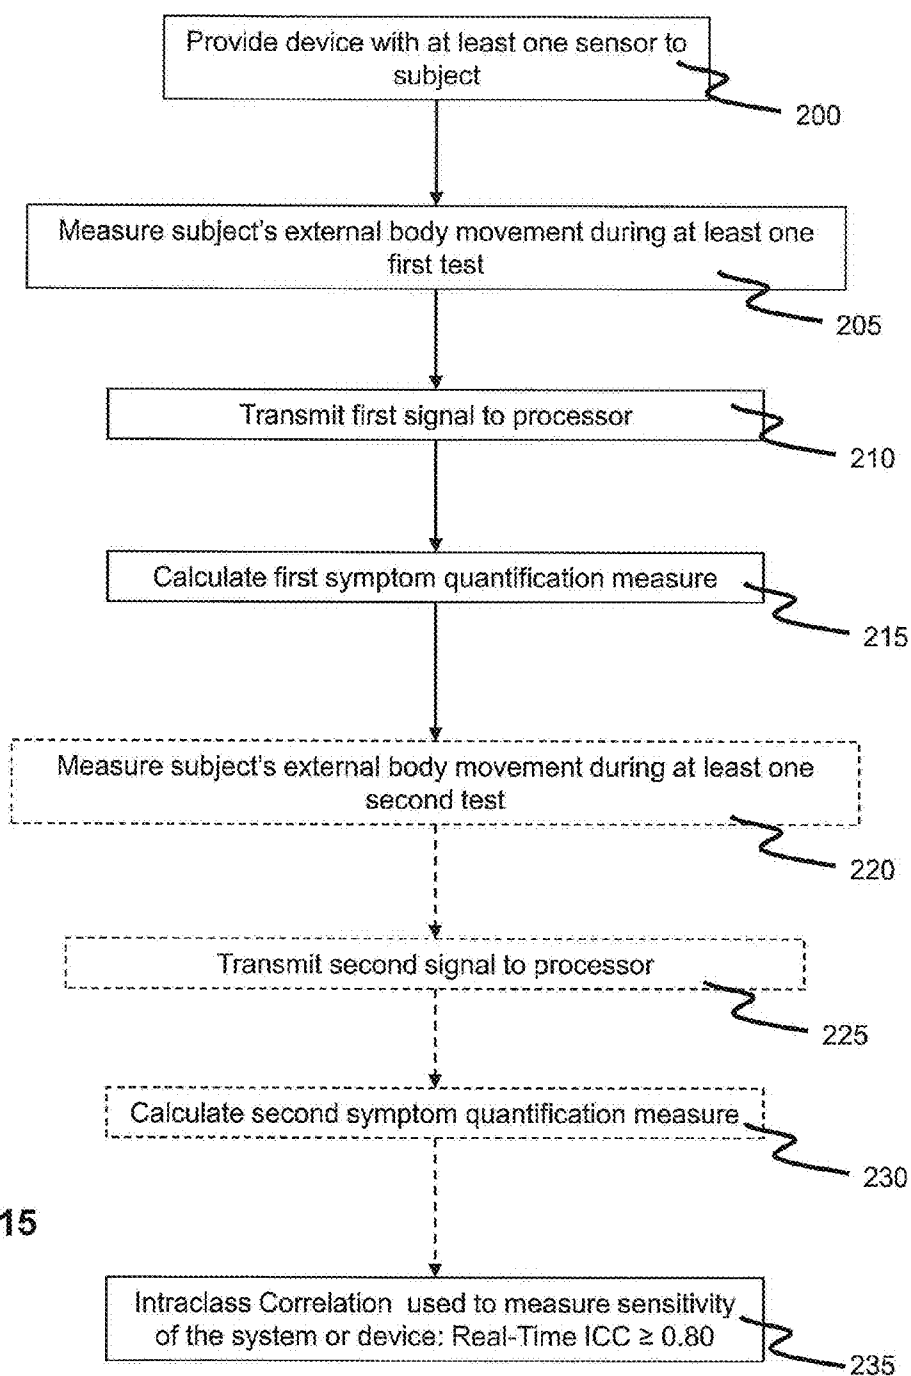 Provide device with at least one sensor to
subject
200
Measure subject's external body movement during at least one
first test
205
Transmit first signal to processor
210
Calculate first symptom quantification measure
215
Measure subject's external body movement during at least one
second test
220
Transmit second signal to processor
225
Calculate second symptom quantification measure
230
15
Intraclass Correlation used to measure sensitivity
of the system or device: Real-Time ICC ≥ 0.80
235